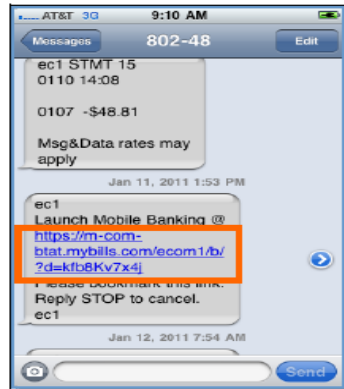 AT&T 3G 9:10 AM
Messages 802-48 Edit
ec1 STMT 15
0110 14:08
0107 -$48.81
Msg&Data rates may
apply
Jan 11, 2011 1:53 PM
ec1
Launch Mobile Banking @
https://m-com-
btat.mybills.com/ecom1/b/
?d=kfb8Kv7x4j
Please bookmark this link.
Reply STOP to cancel.
ec1
Jan 12, 2011 7:54 AM
Send